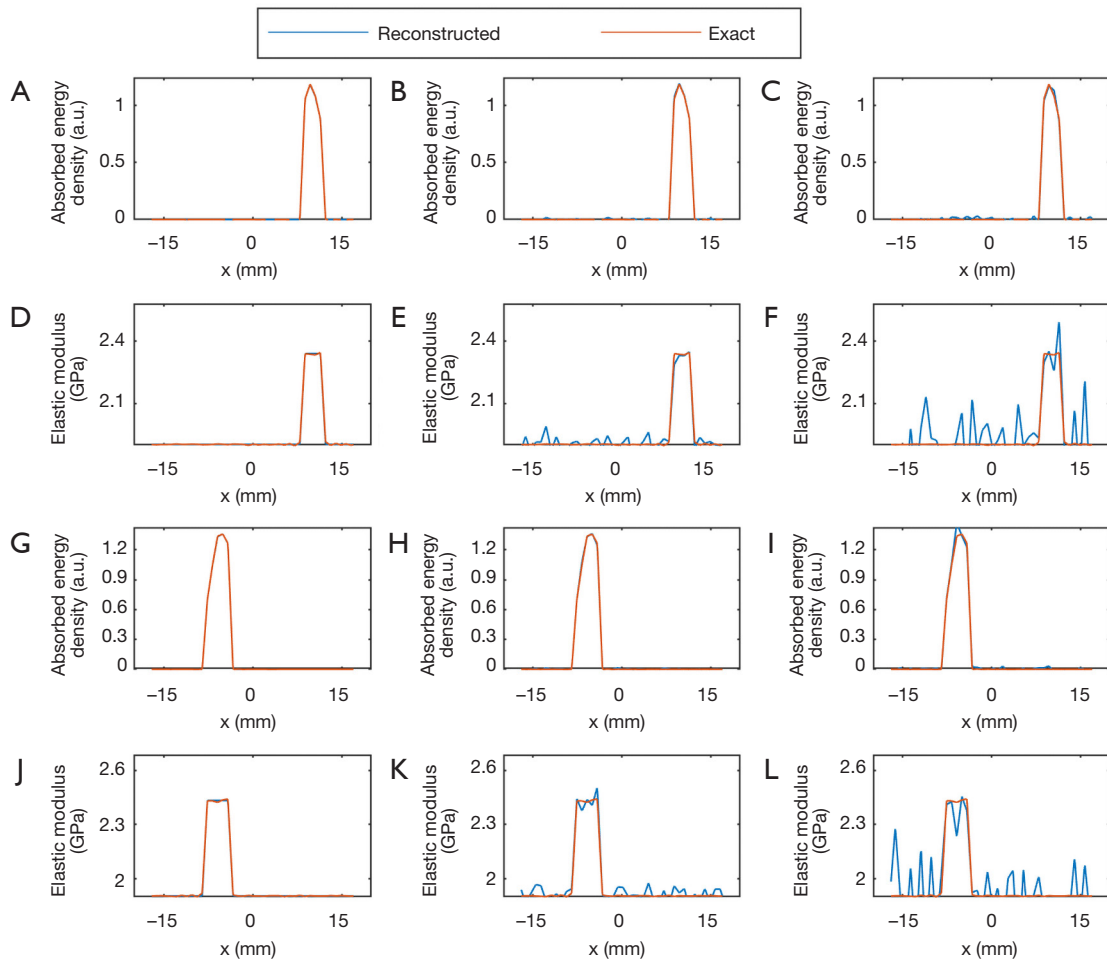 Reconstructed Exact
A
Absorbed energy
density (a.u.)
1
0.5
0
−15 0 15
x (mm)
B
Absorbed energy
density (a.u.)
1
0.5
0
−15 0 15
x (mm)
C
Absorbed energy
density (a.u.)
1
0.5
0
−15 0 15
x (mm)
D
Elastic modulus
(GPa)
2.4
2.1
−15 0 15
x (mm)
E
Elastic modulus
(GPa)
2.4
2.1
−15 0 15
x (mm)
F
Elastic modulus
(GPa)
2.4
2.1
−15 0 15
x (mm)
G
Absorbed energy
density (a.u.)
1.2
0.9
0.6
0.3
0
−15 0 15
x (mm)
H
Absorbed energy
density (a.u.)
1.2
0.9
0.6
0.3
0
−15 0 15
x (mm)
I
Absorbed energy
density (a.u.)
1.2
0.9
0.6
0.3
0
−15 0 15
x (mm)
J
Elastic modulus
(GPa)
2.6
2.3
2
−15 0 15
x (mm)
K
Elastic modulus
(GPa)
2.6
2.3
2
−15 0 15
x (mm)
L
Elastic modulus
(GPa)
2.6
2.3
2
−15 0 15
x (mm)